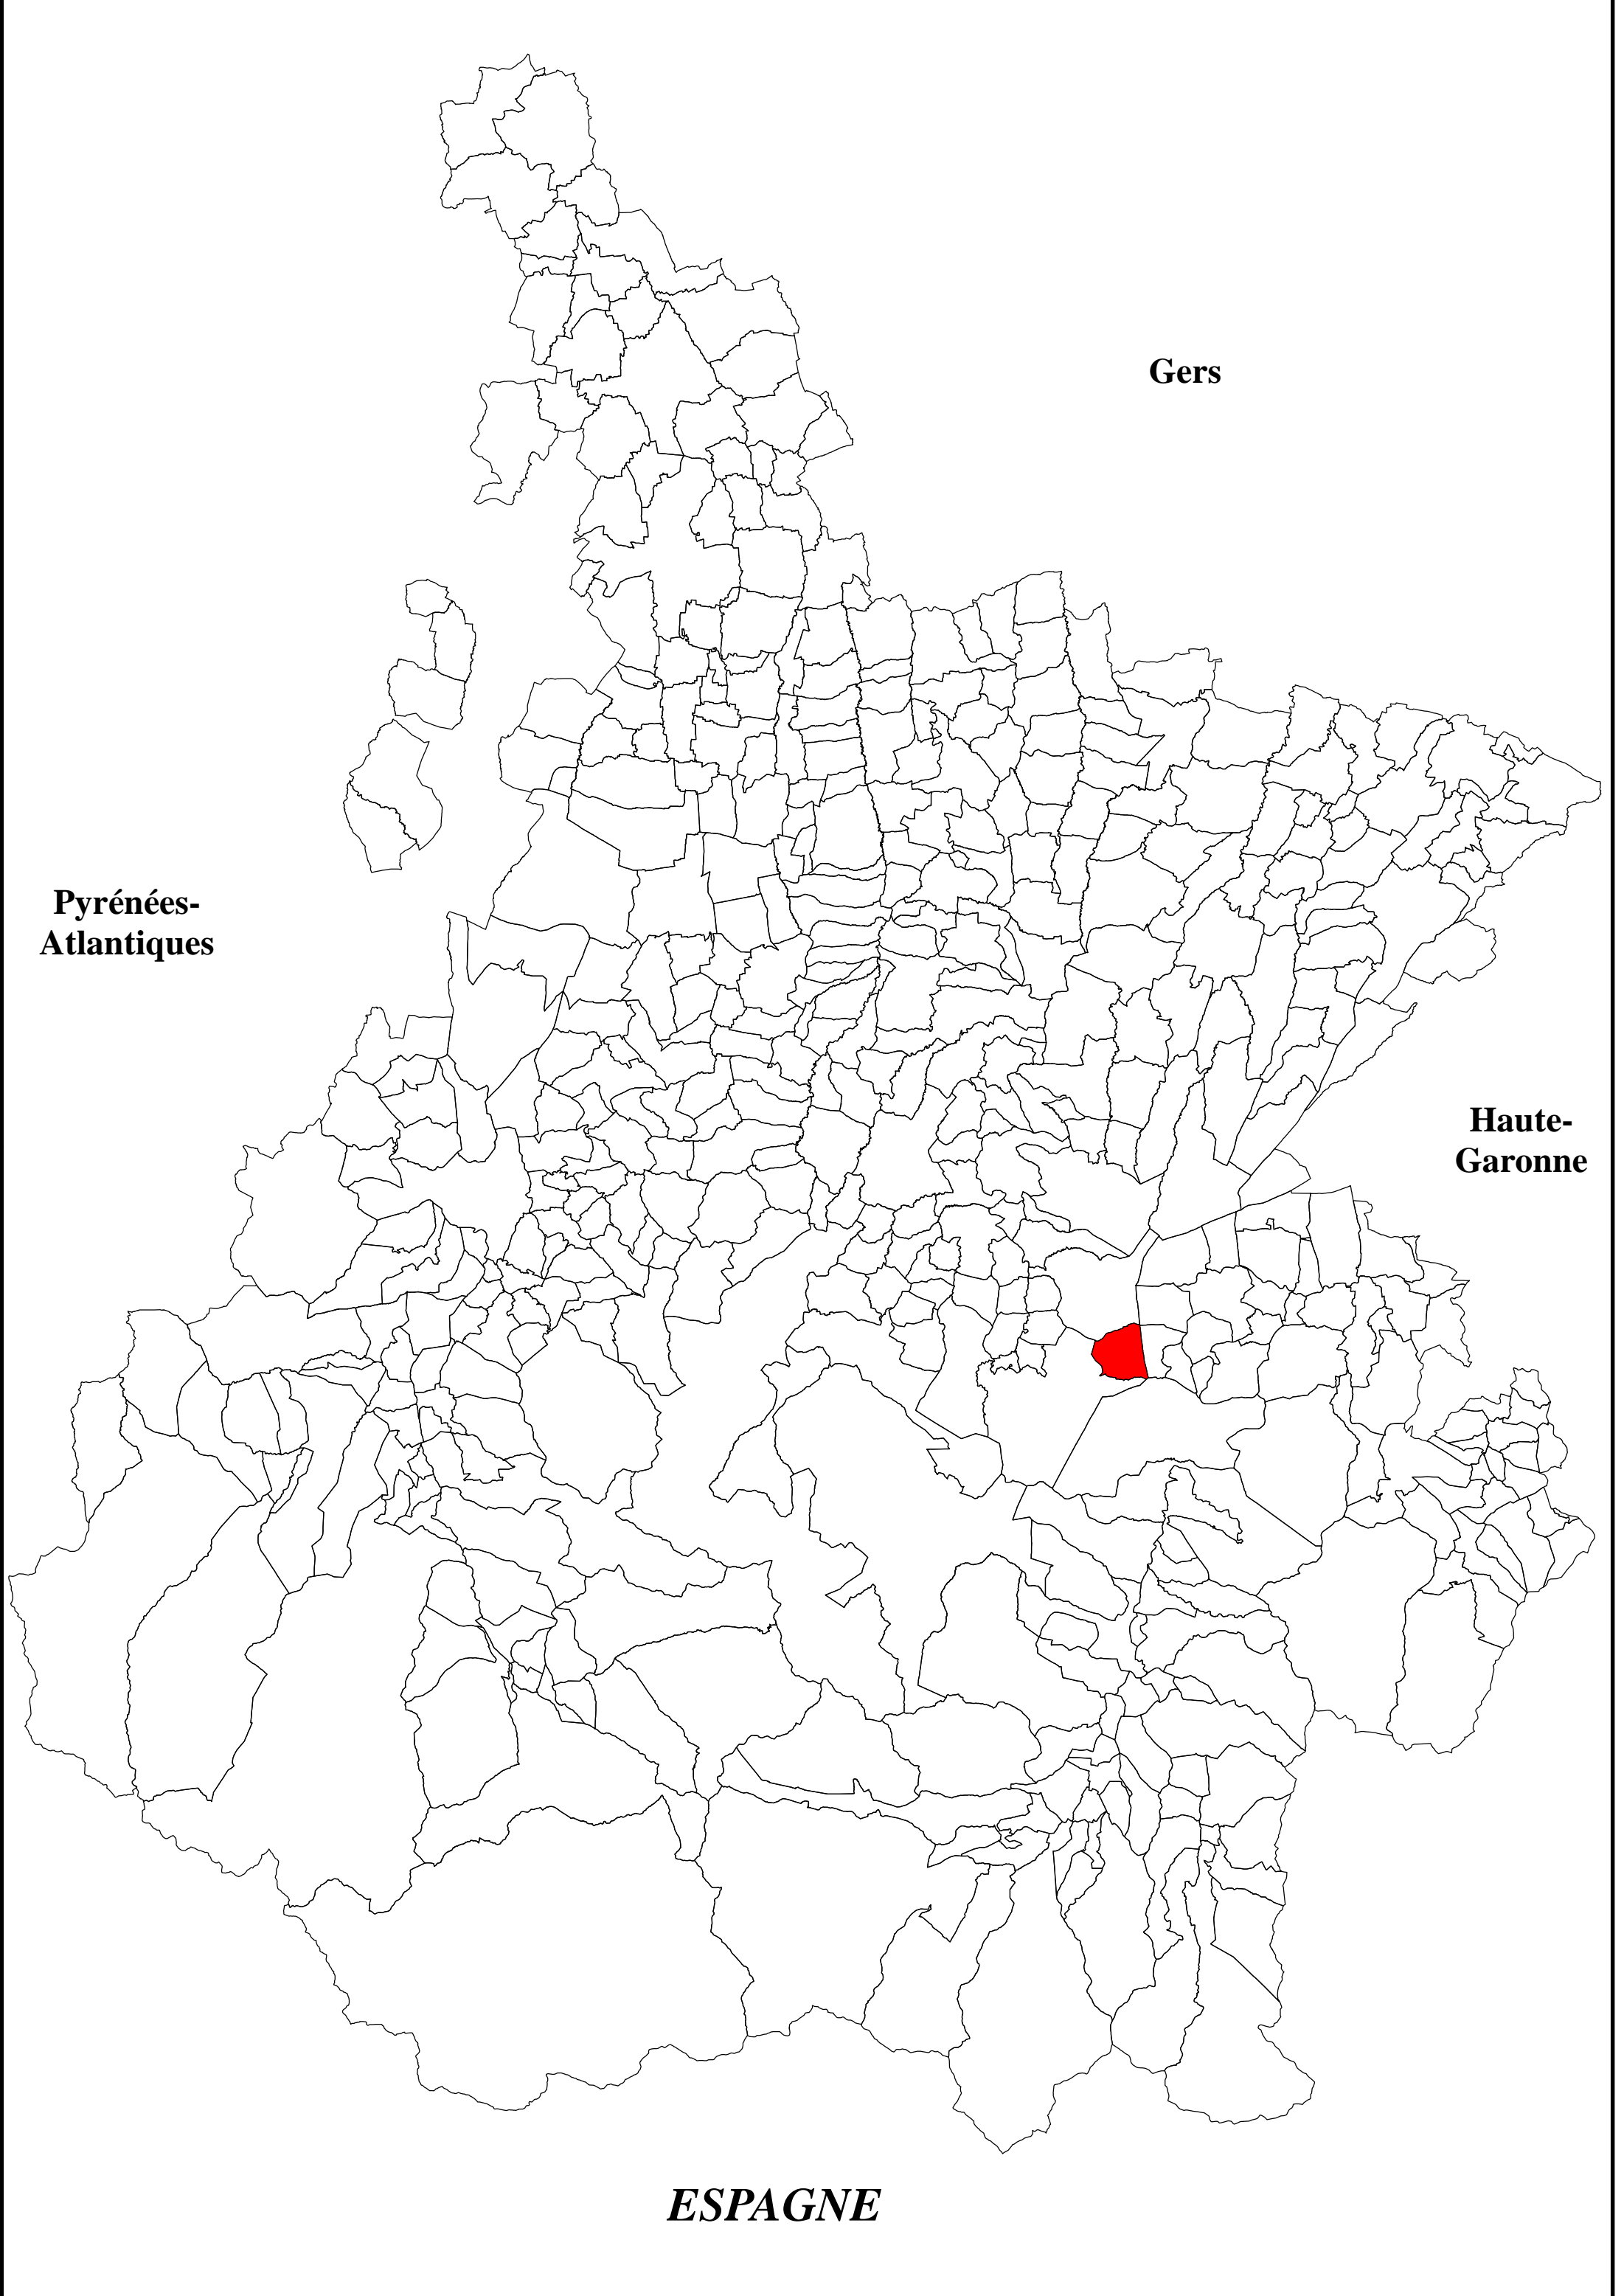 Gers
Pyrénées-
Atlantiques
Haute-
Garonne
ESPAGNE